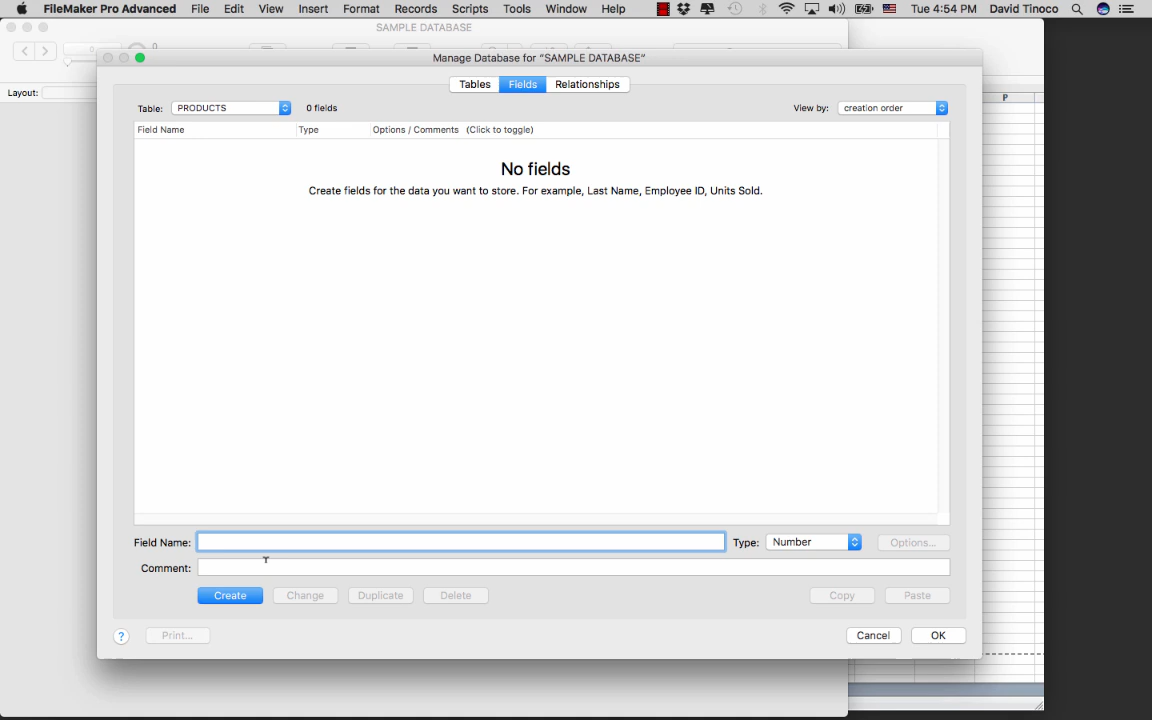 FileMaker Pro Advanced File Edit View Insert Format Records Scripts Tools Window Help Tue 4:54 PM David Tinoco
SAMPLE DATABASE
Manage Database for "SAMPLE DATABASE"
Tables Fields Relationships
Layout:
Table: PRODUCTS 0 fields View by: creation order
P
Field Name Type Options / Comments (Click to toggle)
No fields
Create fields for the data you want to store. For example, Last Name, Employee ID, Units Sold.
Field Name: Type: Number Options...
Comment:
Create Change Duplicate Delete Copy Paste
? Print... Cancel OK